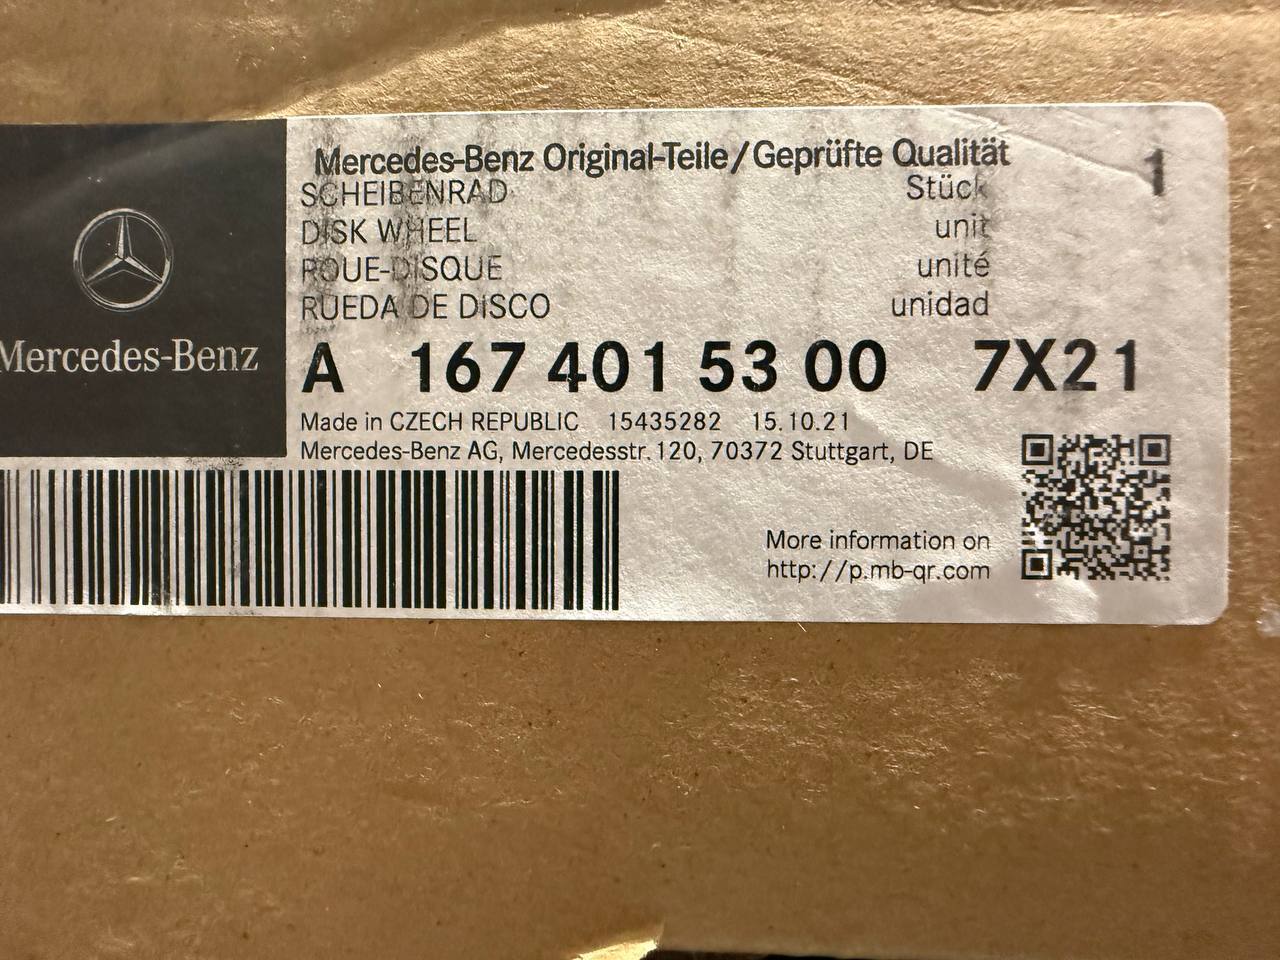 Mercedes-Benz Original-Teile/Geprüfte Qualität
SCHEIBENRAD Stück 1
DISK WHEEL unit
ROUE-DISQUE unité
RUEDA DE DISCO unidad
Mercedes-Benz
A 167 401 53 00 7X21
Made in CZECH REPUBLIC 15435282 15.10.21
Mercedes-Benz AG, Mercedesstr. 120, 70372 Stuttgart, DE
More information on
http://p.mb-qr.com